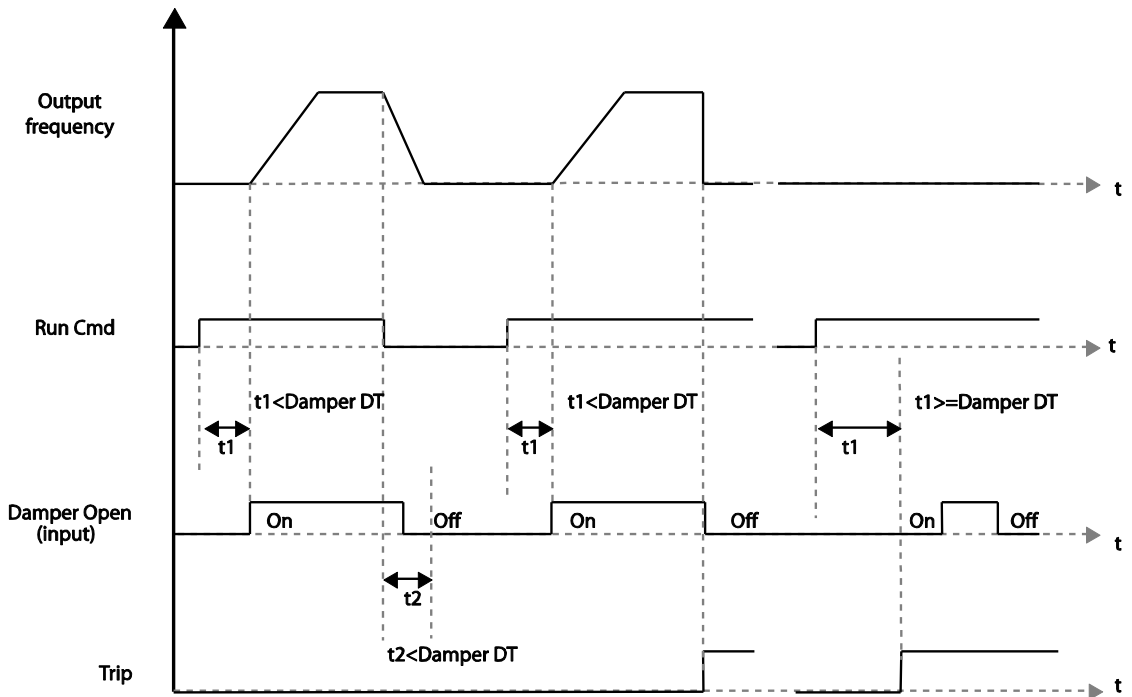 Output
frequency
t
Run Cmd
t
t1<Damper DT
t1<Damper DT
t1>=Damper DT
t1
t1
t1
Damper Open
(input)
On
Off
On
Off
On
Off
t
t2
t2<Damper DT
Trip
t